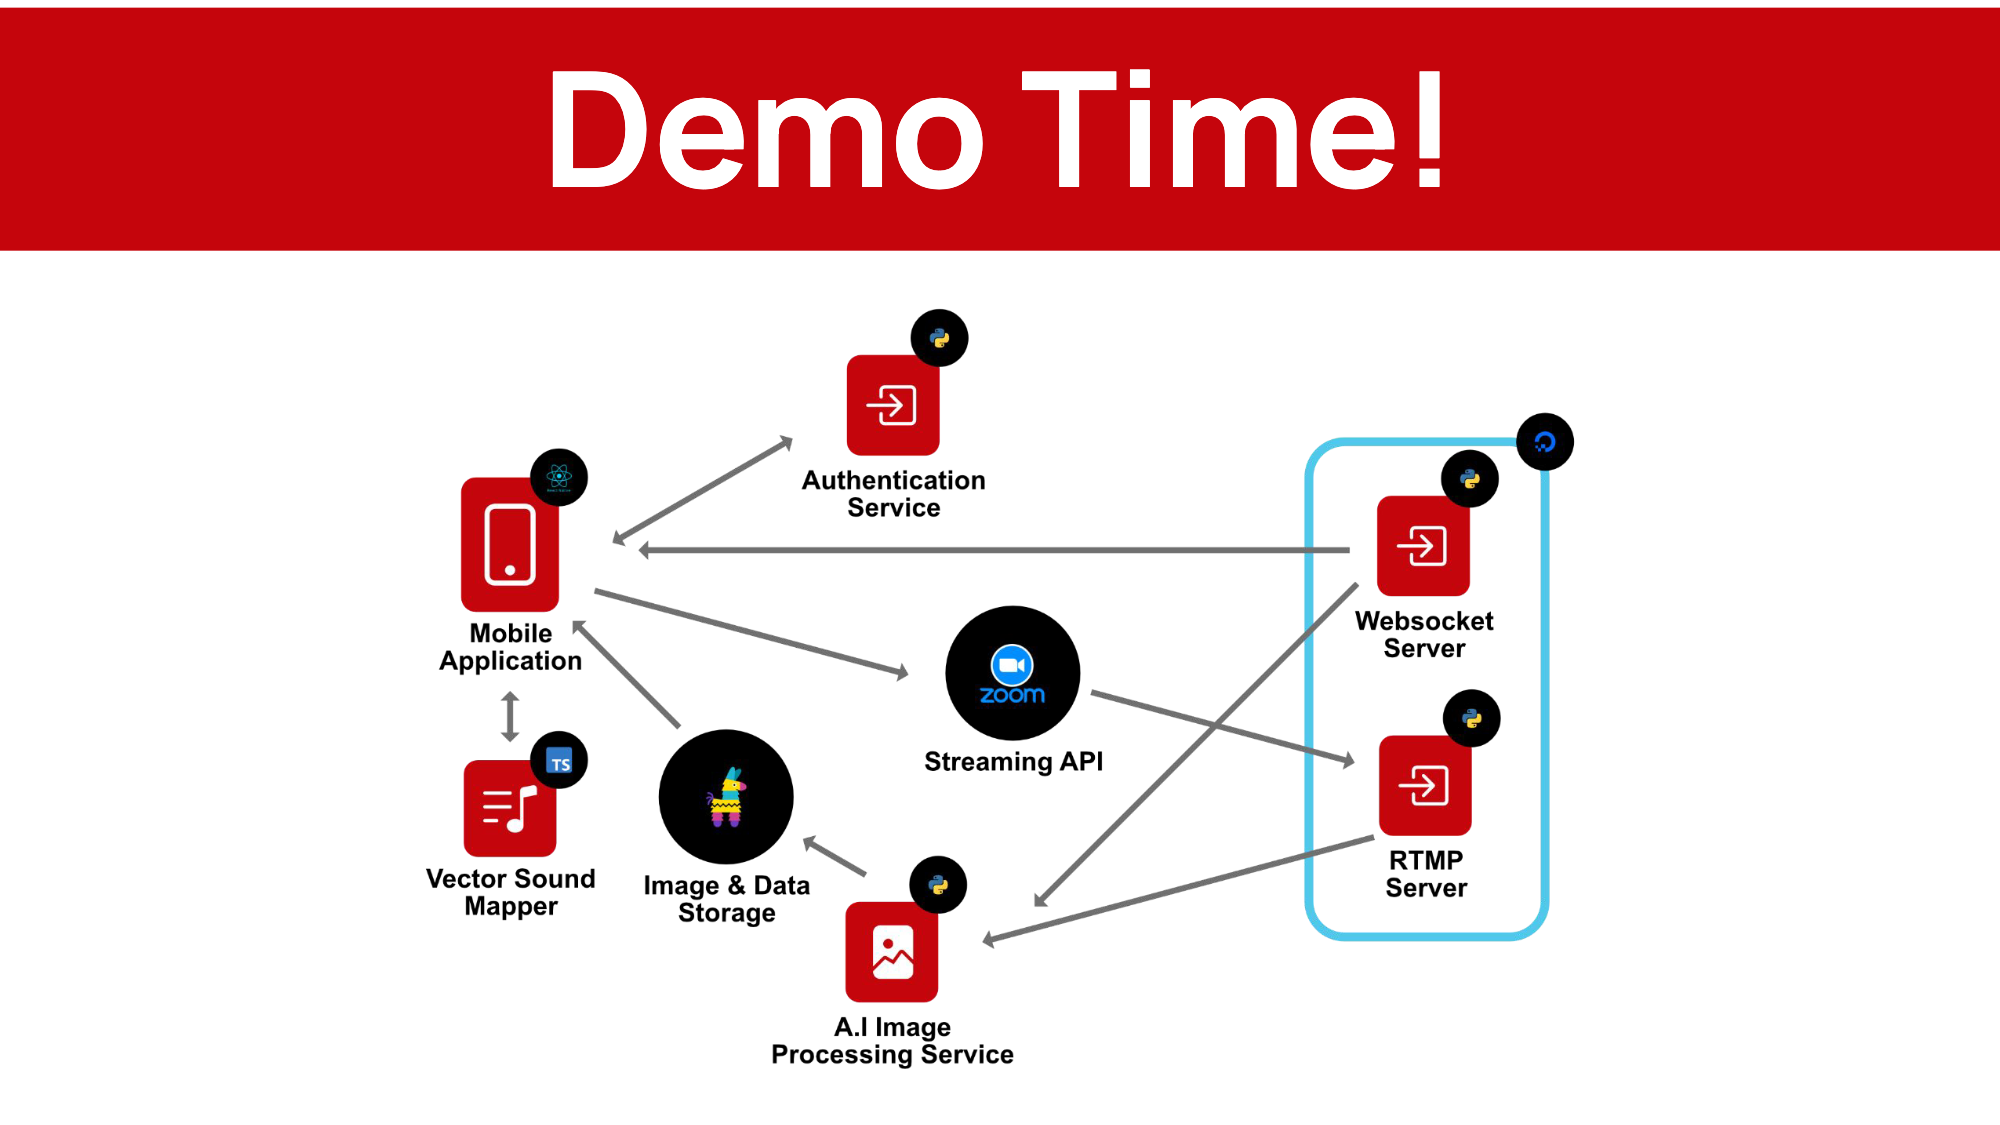 Demo Time!
Authentication
Service
Mobile
Application
Websocket
Server
zoom
Streaming API
TS
Vector Sound
Mapper
Image & Data
Storage
RTMP
Server
A.I Image
Processing Service